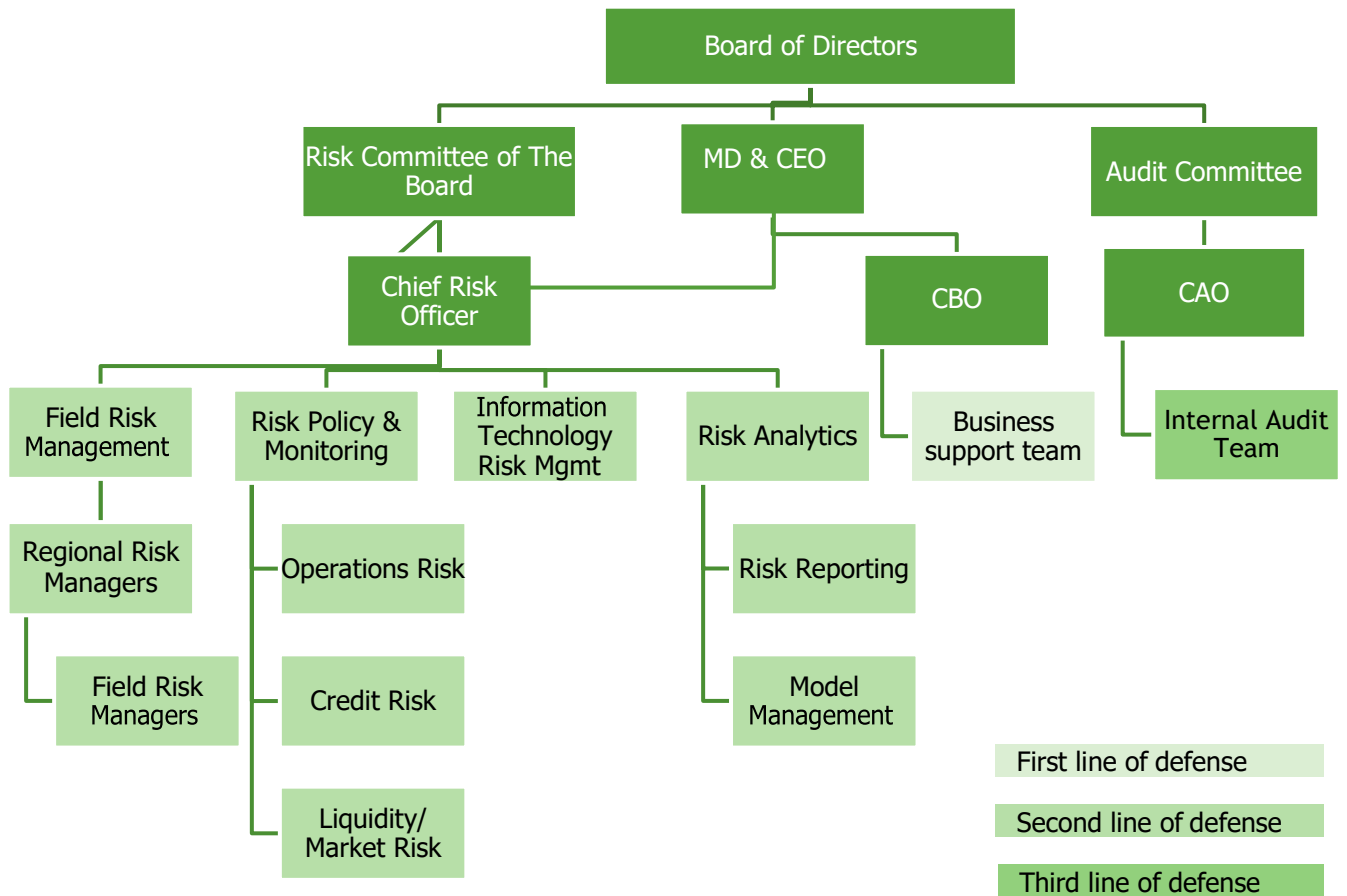 Board of Directors
Risk Committee of The
Board
MD & CEO
Audit Committee
Chief Risk
Officer
CBO
CAO
Field Risk
Management
Risk Policy &
Monitoring
Information
Technology
Risk Mgmt
Risk Analytics
Business
support team
Internal Audit
Team
Regional Risk
Managers
Operations Risk
Risk Reporting
Field Risk
Managers
Credit Risk
Model
Management
Liquidity/
Market Risk
First line of defense
Second line of defense
Third line of defense